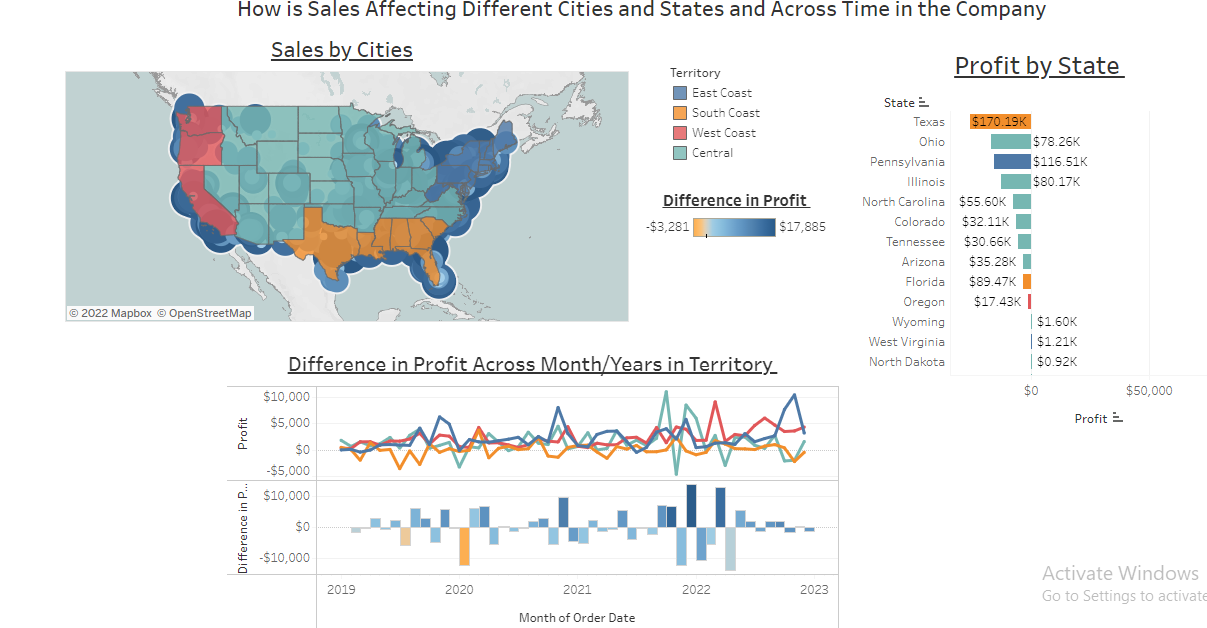 How is Sales Affecting Different Cities and States and Across Time in the Company
Sales by Cities
© 2022 Mapbox © OpenStreetMap
Territory
East Coast
South Coast
West Coast
Central
Difference in Profit
-$3,281 $17,885
Profit by State
State
Texas $170.19K
Ohio $78.26K
Pennsylvania $116.51K
Illinois $80.17K
North Carolina $55.60K
Colorado $32.11K
Tennessee $30.66K
Arizona $35.28K
Florida $89.47K
Oregon $17.43K
Wyoming $1.60K
West Virginia $1.21K
North Dakota $0.92K
$0 $50,000
Profit
Difference in Profit Across Month/Years in Territory
Profit
$10,000
$5,000
$0
-$5,000
Difference in P...
$10,000
$0
-$10,000
2019 2020 2021 2022 2023
Month of Order Date
Activate Windows
Go to Settings to activate